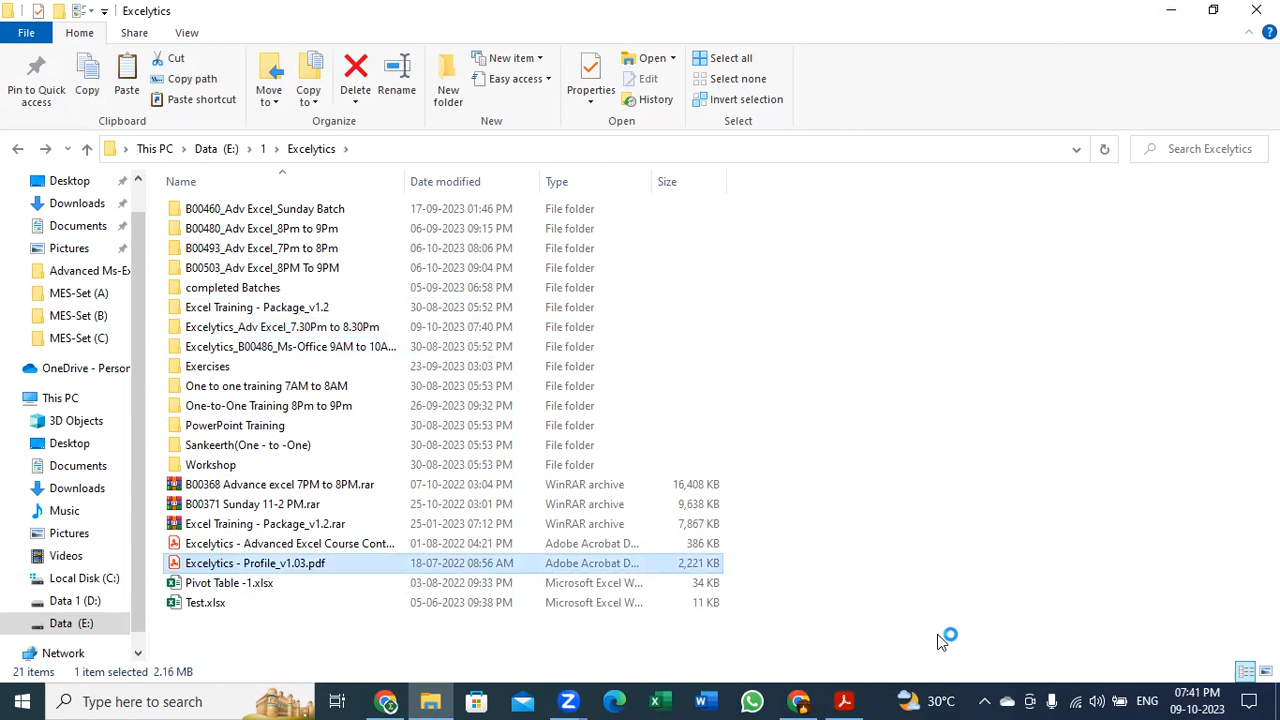 Excelytics
File
Home
Share
View
Pin to Quick access
Copy
Paste
Cut
Copy path
Paste shortcut
Clipboard
Move to
Copy to
Delete
Rename
Organize
New folder
New item
Easy access
New
Properties
Open
Edit
History
Open
Select all
Select none
Invert selection
Select
This PC > Data (E:) > 1 > Excelytics >
Search Excelytics
Name Date modified Type Size
B00460_Adv Excel_Sunday Batch 17-09-2023 01:46 PM File folder
B00480_Adv Excel_8Pm to 9Pm 06-09-2023 09:15 PM File folder
B00493_Adv Excel_7Pm to 8Pm 06-10-2023 08:06 PM File folder
B00503_Adv Excel_8PM To 9PM 06-10-2023 09:04 PM File folder
completed Batches 05-09-2023 06:58 PM File folder
Excel Training - Package_v1.2 30-08-2023 05:52 PM File folder
Excelytics_Adv Excel_7.30Pm to 8.30Pm 09-10-2023 07:40 PM File folder
Excelytics_B00486_Ms-Office 9AM to 10A... 30-08-2023 05:52 PM File folder
Exercises 23-09-2023 03:03 PM File folder
One to one training 7AM to 8AM 30-08-2023 05:53 PM File folder
One-to-One Training 8Pm to 9Pm 26-09-2023 09:32 PM File folder
PowerPoint Training 30-08-2023 05:53 PM File folder
Sankeerth(One - to -One) 30-08-2023 05:53 PM File folder
Workshop 30-08-2023 05:53 PM File folder
B00368 Advance excel 7PM to 8PM.rar 07-10-2022 03:04 PM WinRAR archive 16,408 KB
B00371 Sunday 11-2 PM.rar 25-10-2022 03:01 PM WinRAR archive 9,638 KB
Excel Training - Package_v1.2.rar 25-01-2023 07:12 PM WinRAR archive 7,867 KB
Excelytics - Advanced Excel Course Cont... 01-08-2022 04:21 PM Adobe Acrobat D... 386 KB
Excelytics - Profile_v1.03.pdf 18-07-2022 08:56 AM Adobe Acrobat D... 2,221 KB
Pivot Table -1.xlsx 03-08-2022 09:33 PM Microsoft Excel W... 34 KB
Test.xlsx 05-06-2023 09:38 PM Microsoft Excel W... 11 KB
Desktop
Downloads
Documents
Pictures
Advanced Ms-Ex
MES-Set (A)
MES-Set (B)
MES-Set (C)
OneDrive - Person
This PC
3D Objects
Desktop
Documents
Downloads
Music
Pictures
Videos
Local Disk (C:)
Data 1 (D:)
Data (E:)
Network
21 items 1 item selected 2.16 MB
Type here to search
30°C
ENG
07:41 PM
09-10-2023